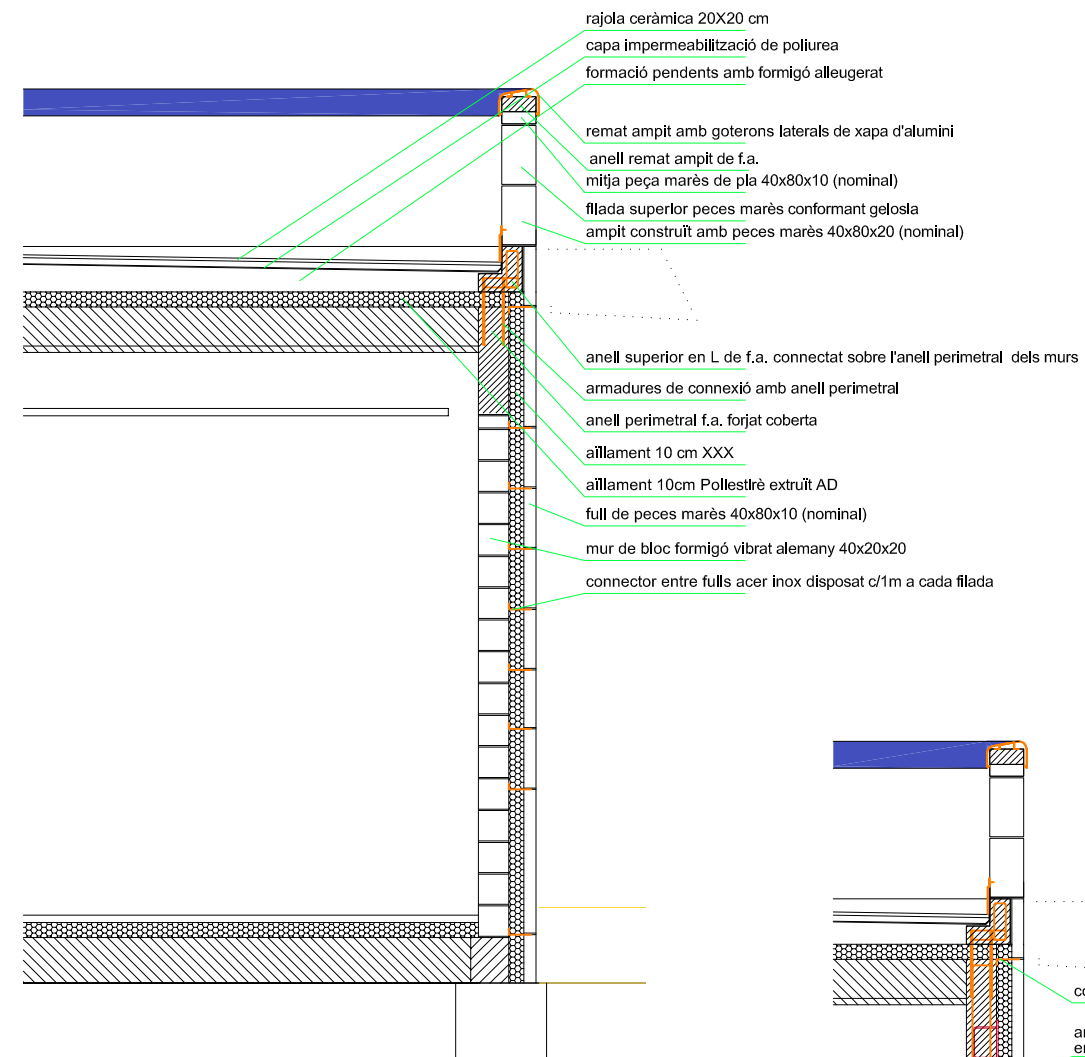 rajola ceràmica 20X20 cm
capa impermeabilització de poliurea
formació pendents amb formigó alleugerat
remat ampit amb goterons laterals de xapa d'alumini
anell remat ampit de f.a.
mitja peça marès de pla 40x80x10 (nominal)
filada superior peces marès conformant gelosia
ampit construït amb peces marès 40x80x20 (nominal)
anell superior en L de f.a. connectat sobre l'anell perimetral dels murs
armadures de connexió amb anell perimetral
anell perimetral f.a. forjat coberta
aïllament 10 cm XXX
aïllament 10cm Poliestirè extruït AD
full de peces marès 40x80x10 (nominal)
mur de bloc formigó vibrat alemany 40x20x20
connector entre fulls acer inox disposat c/1m a cada filada